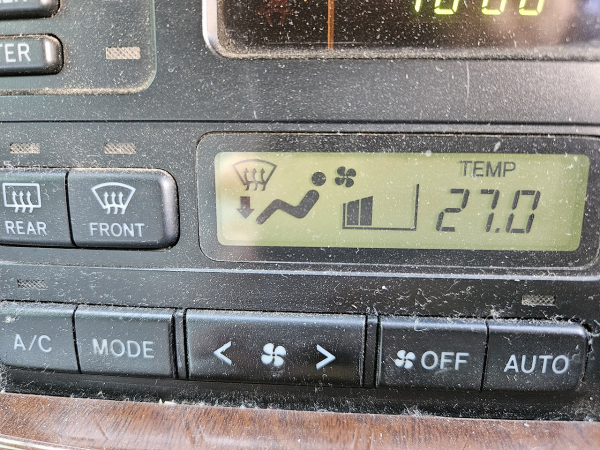 TER
TEMP
27.0
REAR
FRONT
A/C
MODE
< >
OFF
AUTO